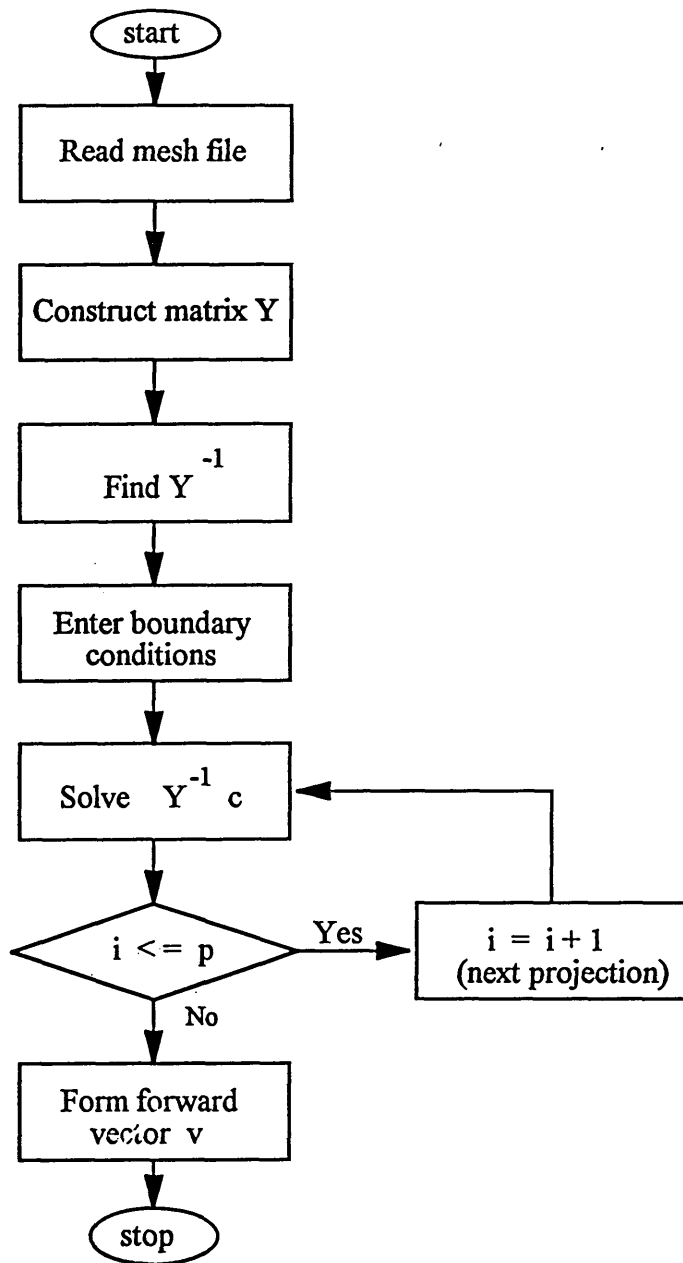 start
Read mesh file
Construct matrix Y
Find Y^-1
Enter boundary
conditions
Solve Y^-1 c
i <= p
Yes
i = i + 1
(next projection)
No
Form forward
vector v
stop